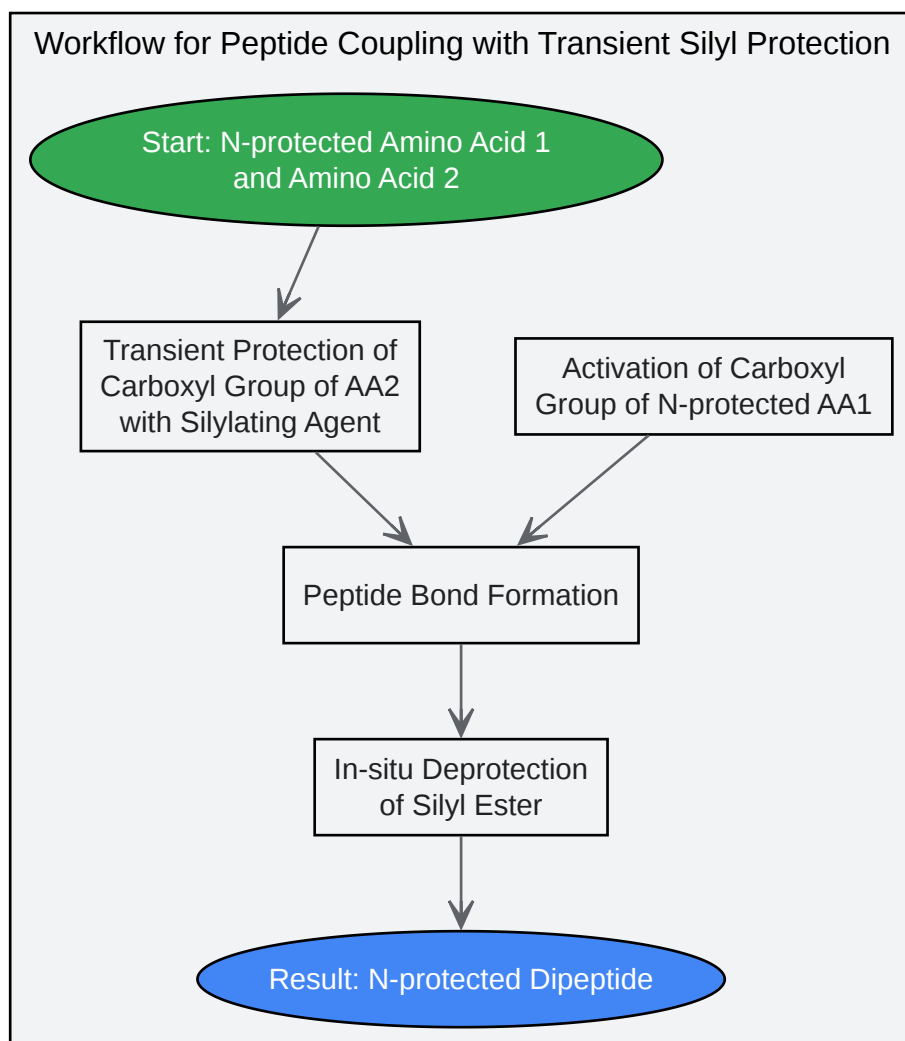 Workflow for Peptide Coupling with Transient Silyl Protection
Start: N-protected Amino Acid 1
and Amino Acid 2
Transient Protection of
Carboxyl Group of AA2
with Silylating Agent
Activation of Carboxyl
Group of N-protected AA1
Peptide Bond Formation
In-situ Deprotection
of Silyl Ester
Result: N-protected Dipeptide